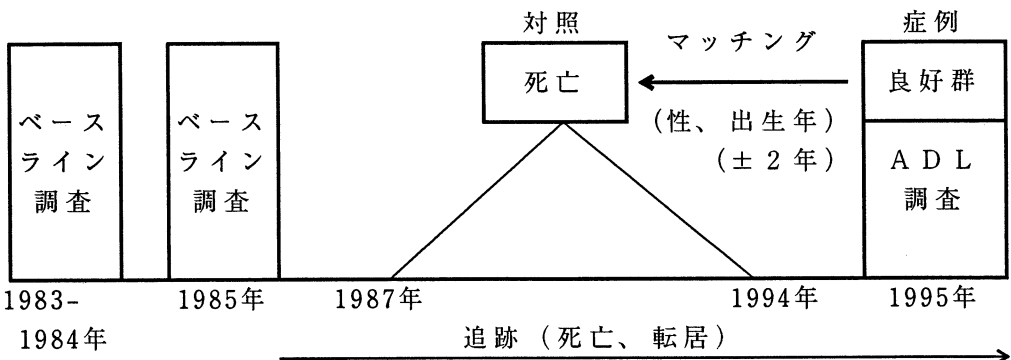 対照
症例
死亡
マッチング
(性、出生年)
(±2年)
良好群
ADL
調査
ベース
ライン
調査
ベース
ライン
調査
1983-
1984年
1985年
1987年
1994年
1995年
追跡(死亡、転居)